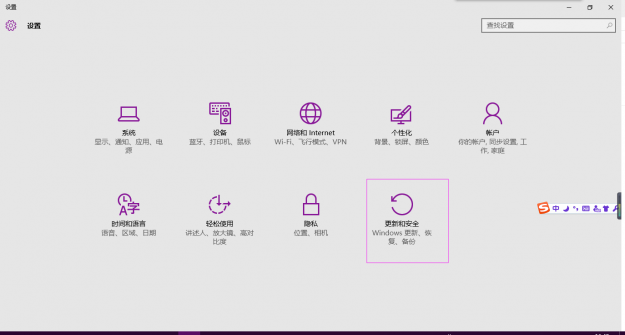 设置
设置
查找设置
系统
显示、通知、应用、电
源
设备
蓝牙、打印机、鼠标
网络和 Internet
Wi-Fi、飞行模式、VPN
个性化
背景、锁屏、颜色
帐户
你的帐户, 同步设置, 工
作, 家庭
时间和语言
语言、区域、日期
轻松使用
讲述人、放大镜、高对
比度
隐私
位置、相机
更新和安全
Windows 更新、恢
复、备份
S 中